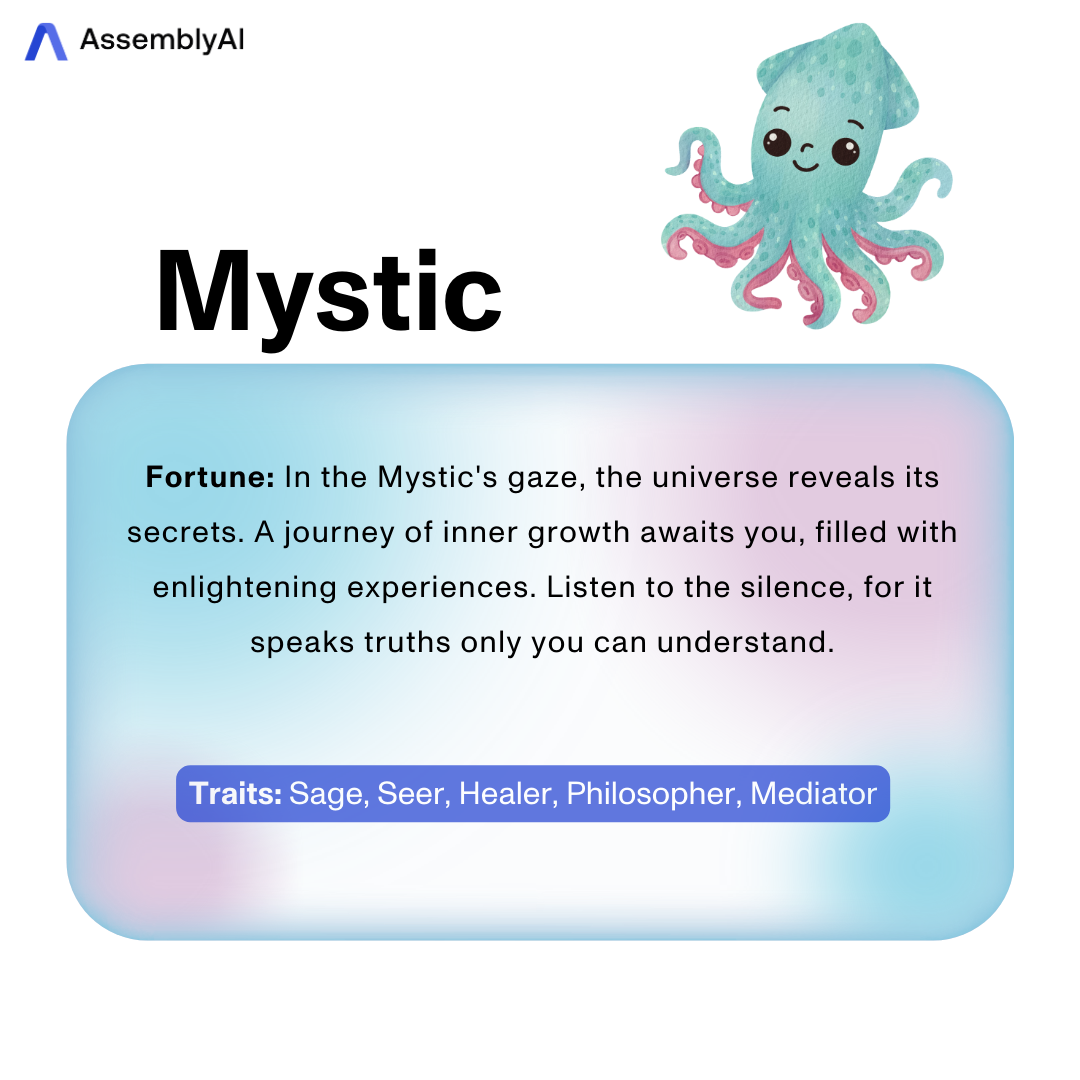 AssemblyAI
Mystic
Fortune: In the Mystic's gaze, the universe reveals its
secrets. A journey of inner growth awaits you, filled with
enlightening experiences. Listen to the silence, for it
speaks truths only you can understand.
Traits: Sage, Seer, Healer, Philosopher, Mediator